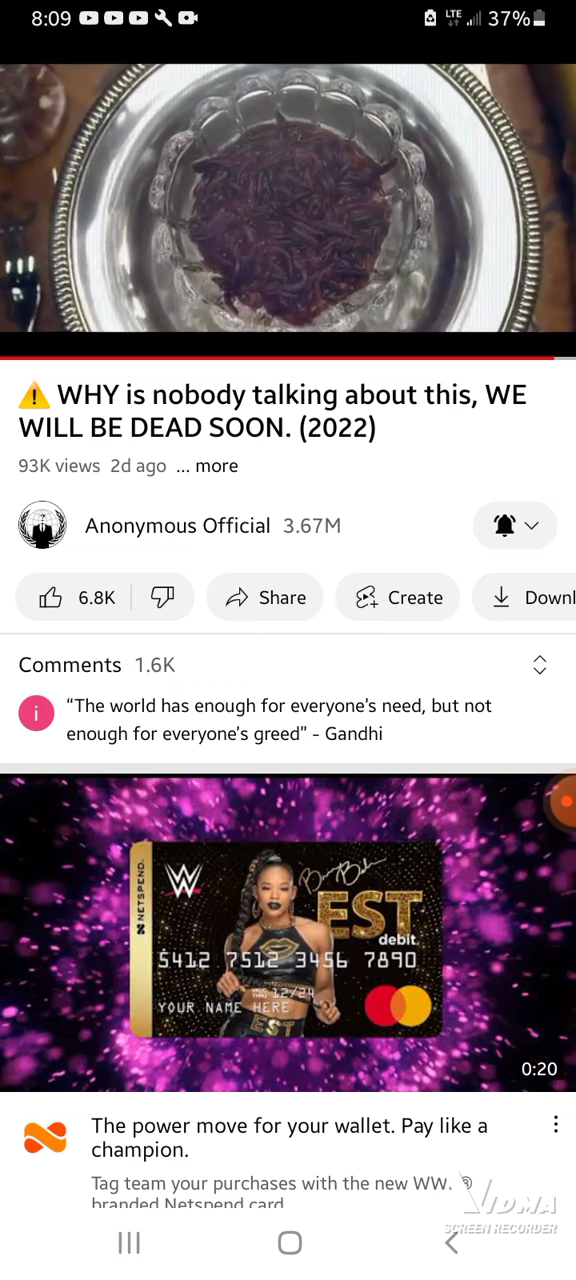 8:09 LTE 37%
⚠ WHY is nobody talking about this, WE
WILL BE DEAD SOON. (2022)
93K views 2d ago ... more
Anonymous Official 3.67M
6.8K Share Create Downl
Comments 1.6K
i
“The world has enough for everyone's need, but not
enough for everyone's greed” - Gandhi
NETSPEND.
W
EST
debit.
5412 7512 3456 7890
12/24
YOUR NAME HERE
EST
0:20
The power move for your wallet. Pay like a
champion.
Tag team your purchases with the new WW.
branded Netspend card
VIDMA
SCREEN RECORDER